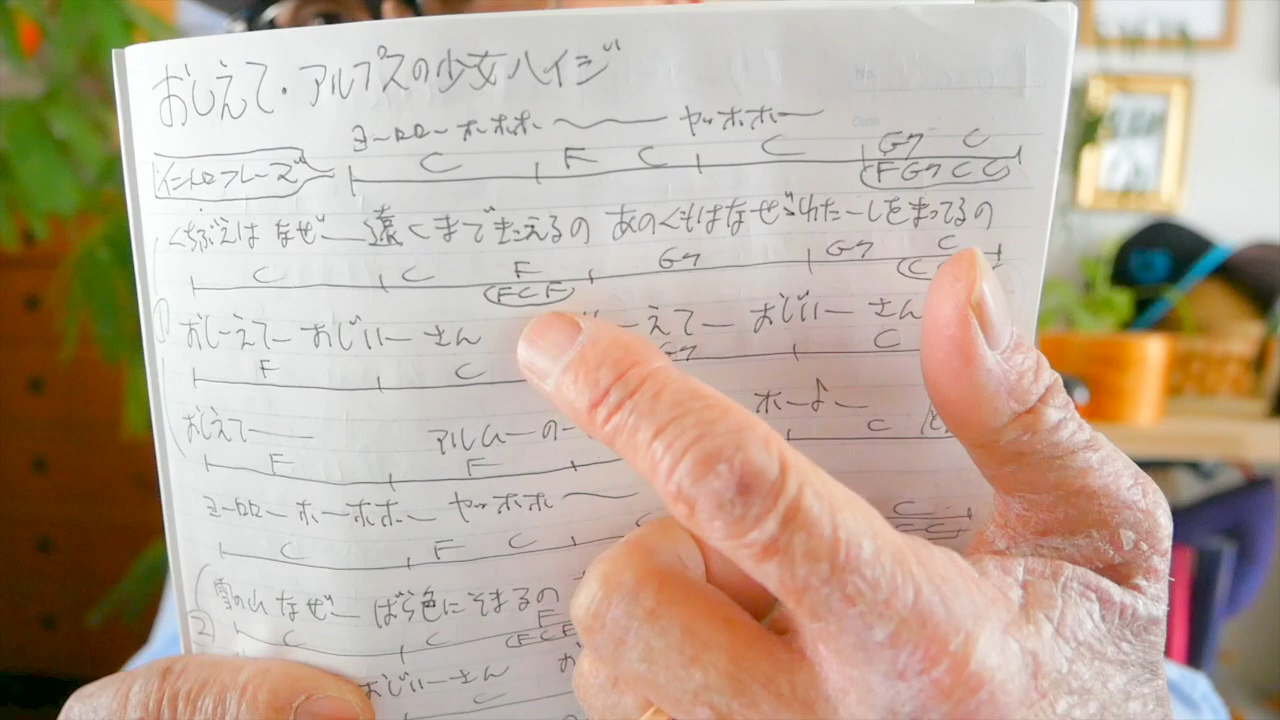 おしえて・アルプスの少女ハイジ
ヨーロローホホホー〜 ヤッホホー
イントロフレーズ C F C C G7 C
F G7 C C
くちぶえは なぜー 遠くまできこえるの あのくもはなぜわたーしをまってるの
C C F G7 G7 C
F C F C
おしーえてー おじいーさん ーえてー おじいーさん
① F C G7 C
おしえてー アルムーのー ホーよー
F F C
ヨーロローホーホホー ヤッホホ〜
C F C C C
雪の山 なぜー ばら色にそまるの
② C C F
F C F
おじいーさん お
C